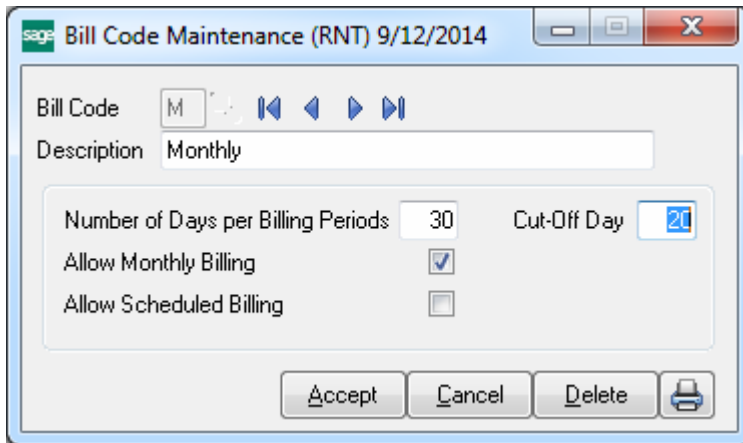 sage Bill Code Maintenance (RNT) 9/12/2014
Bill Code M
Description Monthly
Number of Days per Billing Periods 30 Cut-Off Day 20
Allow Monthly Billing
Allow Scheduled Billing
Accept Cancel Delete